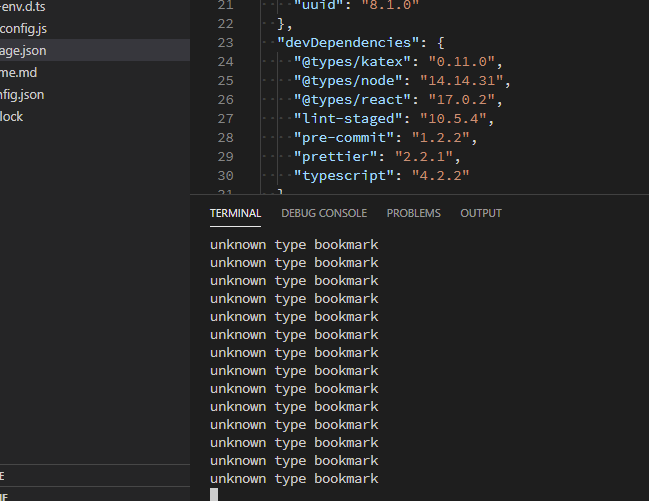 -env.d.ts
config.js
age.json
me.md
nfig.json
lock
21 "uuid": "8.1.0"
22 },
23 "devDependencies": {
24 "@types/katex": "0.11.0",
25 "@types/node": "14.14.31",
26 "@types/react": "17.0.2",
27 "lint-staged": "10.5.4",
28 "pre-commit": "1.2.2",
29 "prettier": "2.2.1",
30 "typescript": "4.2.2"
31 }
TERMINAL DEBUG CONSOLE PROBLEMS OUTPUT
unknown type bookmark
unknown type bookmark
unknown type bookmark
unknown type bookmark
unknown type bookmark
unknown type bookmark
unknown type bookmark
unknown type bookmark
unknown type bookmark
unknown type bookmark
unknown type bookmark
unknown type bookmark
unknown type bookmark
unknown type bookmark
E